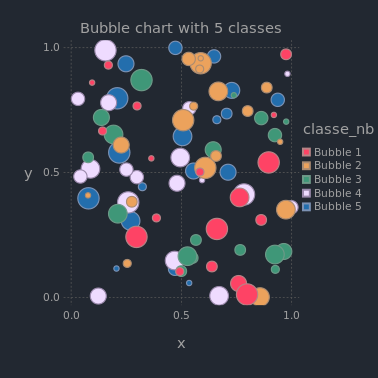 Bubble chart with 5 classes
1.0
classe_nb
Bubble 1
Bubble 2
Bubble 3
Bubble 4
Bubble 5
y
0.5
0.0
0.0 0.5 1.0
x